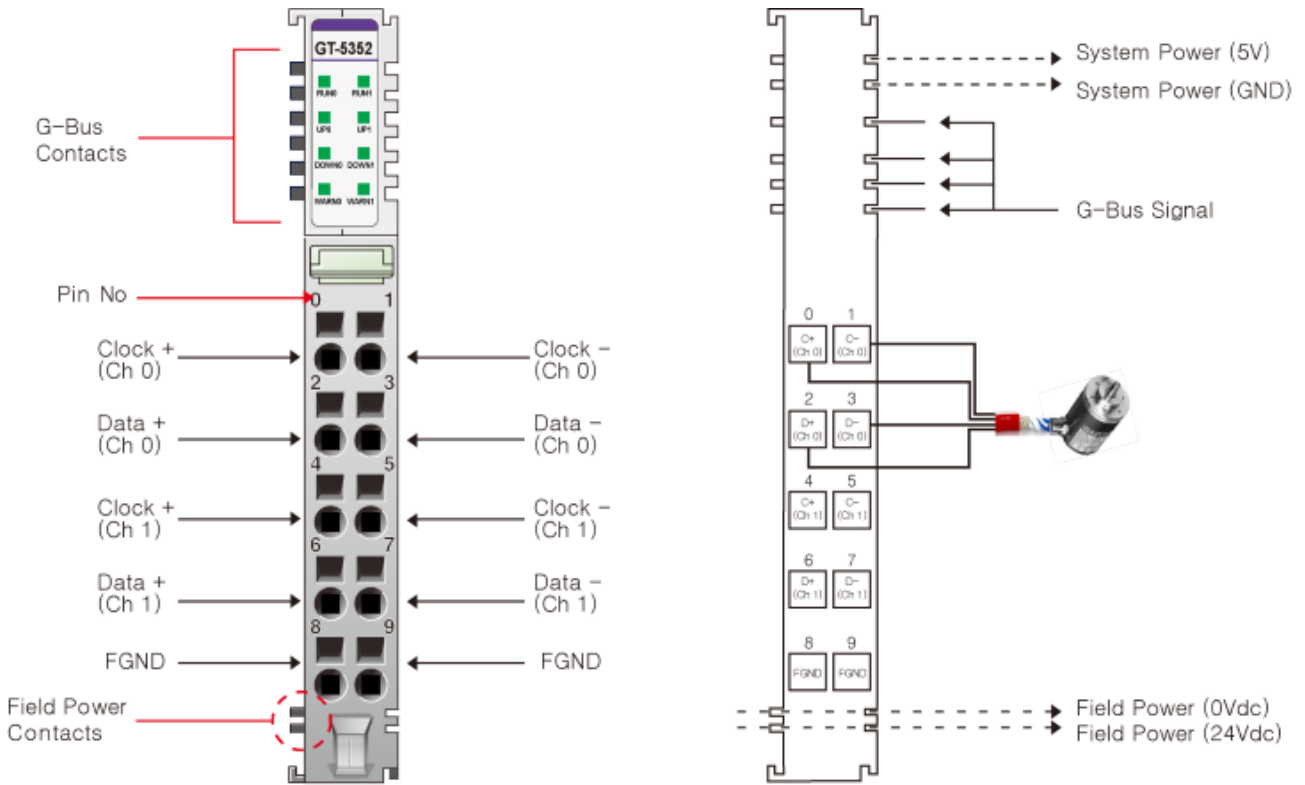 GT-5352
RUN0 RUN1
UP0 UP1
DOWN0 DOWN1
WARN0 WARN1
G-Bus
Contacts
Pin No
0 1
Clock +
(Ch 0)
Clock -
(Ch 0)
2 3
Data +
(Ch 0)
Data -
(Ch 0)
4 5
Clock +
(Ch 1)
Clock -
(Ch 1)
6 7
Data +
(Ch 1)
Data -
(Ch 1)
8 9
FGND
FGND
Field Power
Contacts
System Power (5V)
System Power (GND)
G-Bus Signal
0 1
C+
(Ch 0)
C-
(Ch 0)
2 3
D+
(Ch 0)
D-
(Ch 0)
4 5
C+
(Ch 1)
C-
(Ch 1)
6 7
D+
(Ch 1)
D-
(Ch 1)
8 9
FGND FGND
Field Power (0Vdc)
Field Power (24Vdc)